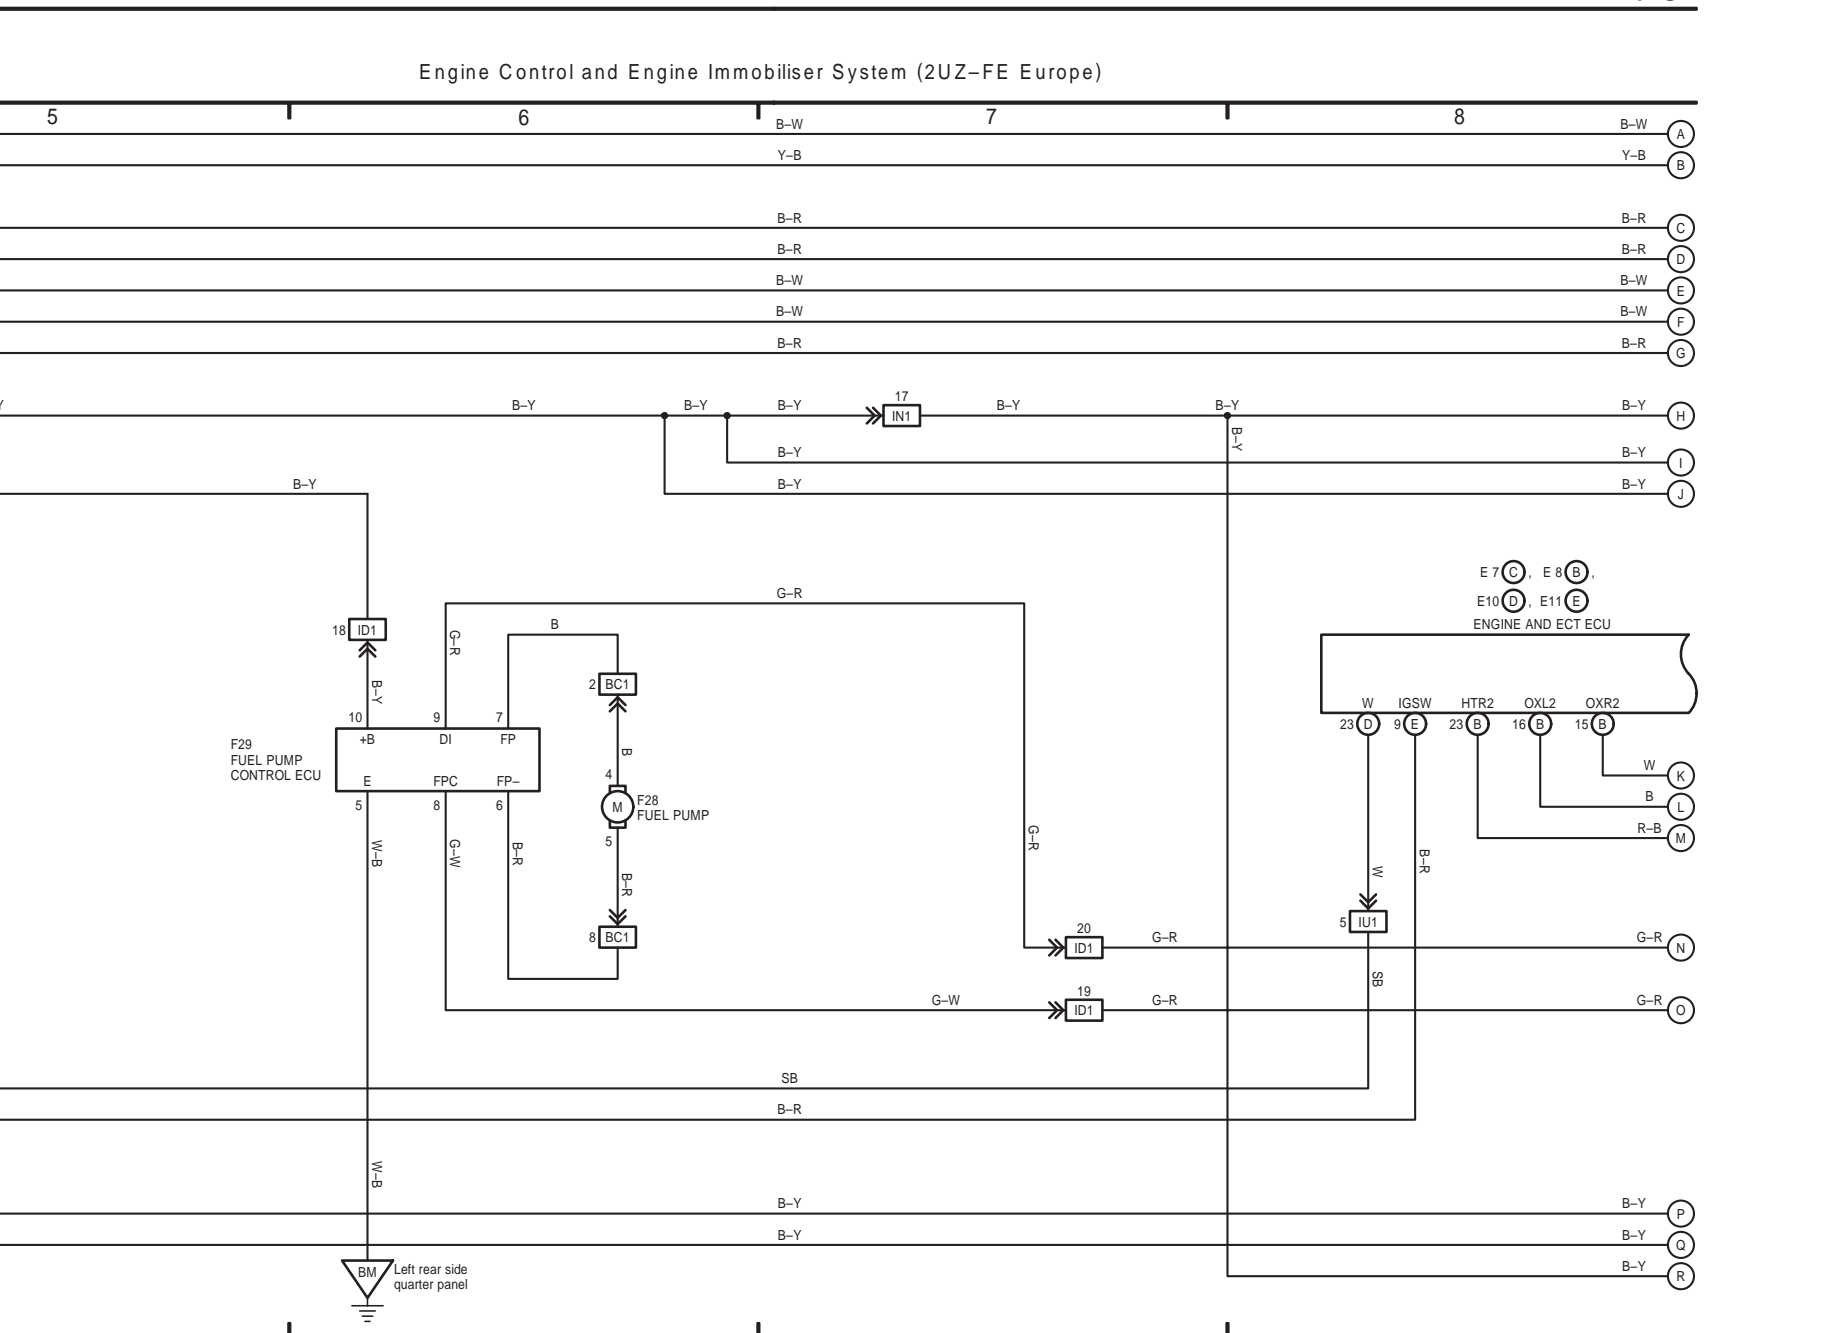 Engine Control and Engine Immobiliser System (2UZ–FE Europe)
5 6 7 8
B–W B–W A
Y–B Y–B B
B–R B–R C
B–R B–R D
B–W B–W E
B–W B–W F
B–R B–R G
17
Y B–Y B–Y B–Y IN1 B–Y B–Y B–Y H
B–Y
B–Y B–Y I
B–Y B–Y B–Y J
E 7 C , E 8 B ,
E10 D , E11 E
ENGINE AND ECT ECU
G–R
18 ID1
G–R
B
2 BC1
B–Y
10 9 7
+B DI FP
F29
FUEL PUMP
CONTROL ECU
E FPC FP–
5 8 6
B
4
M
F28
FUEL PUMP
5
W IGSW HTR2 OXL2 OXR2
23 D 9 E 23 B 16 B 15 B
W K
B L
R–B M
W–B
G–W
B–R
B–R
G–R
W
B–R
8 BC1
5 IU1
20
ID1 G–R G–R N
SB
19
G–W ID1 G–R G–R O
SB
B–R
W–B
B–Y B–Y P
B–Y B–Y Q
B–Y R
BM
Left rear side
quarter panel